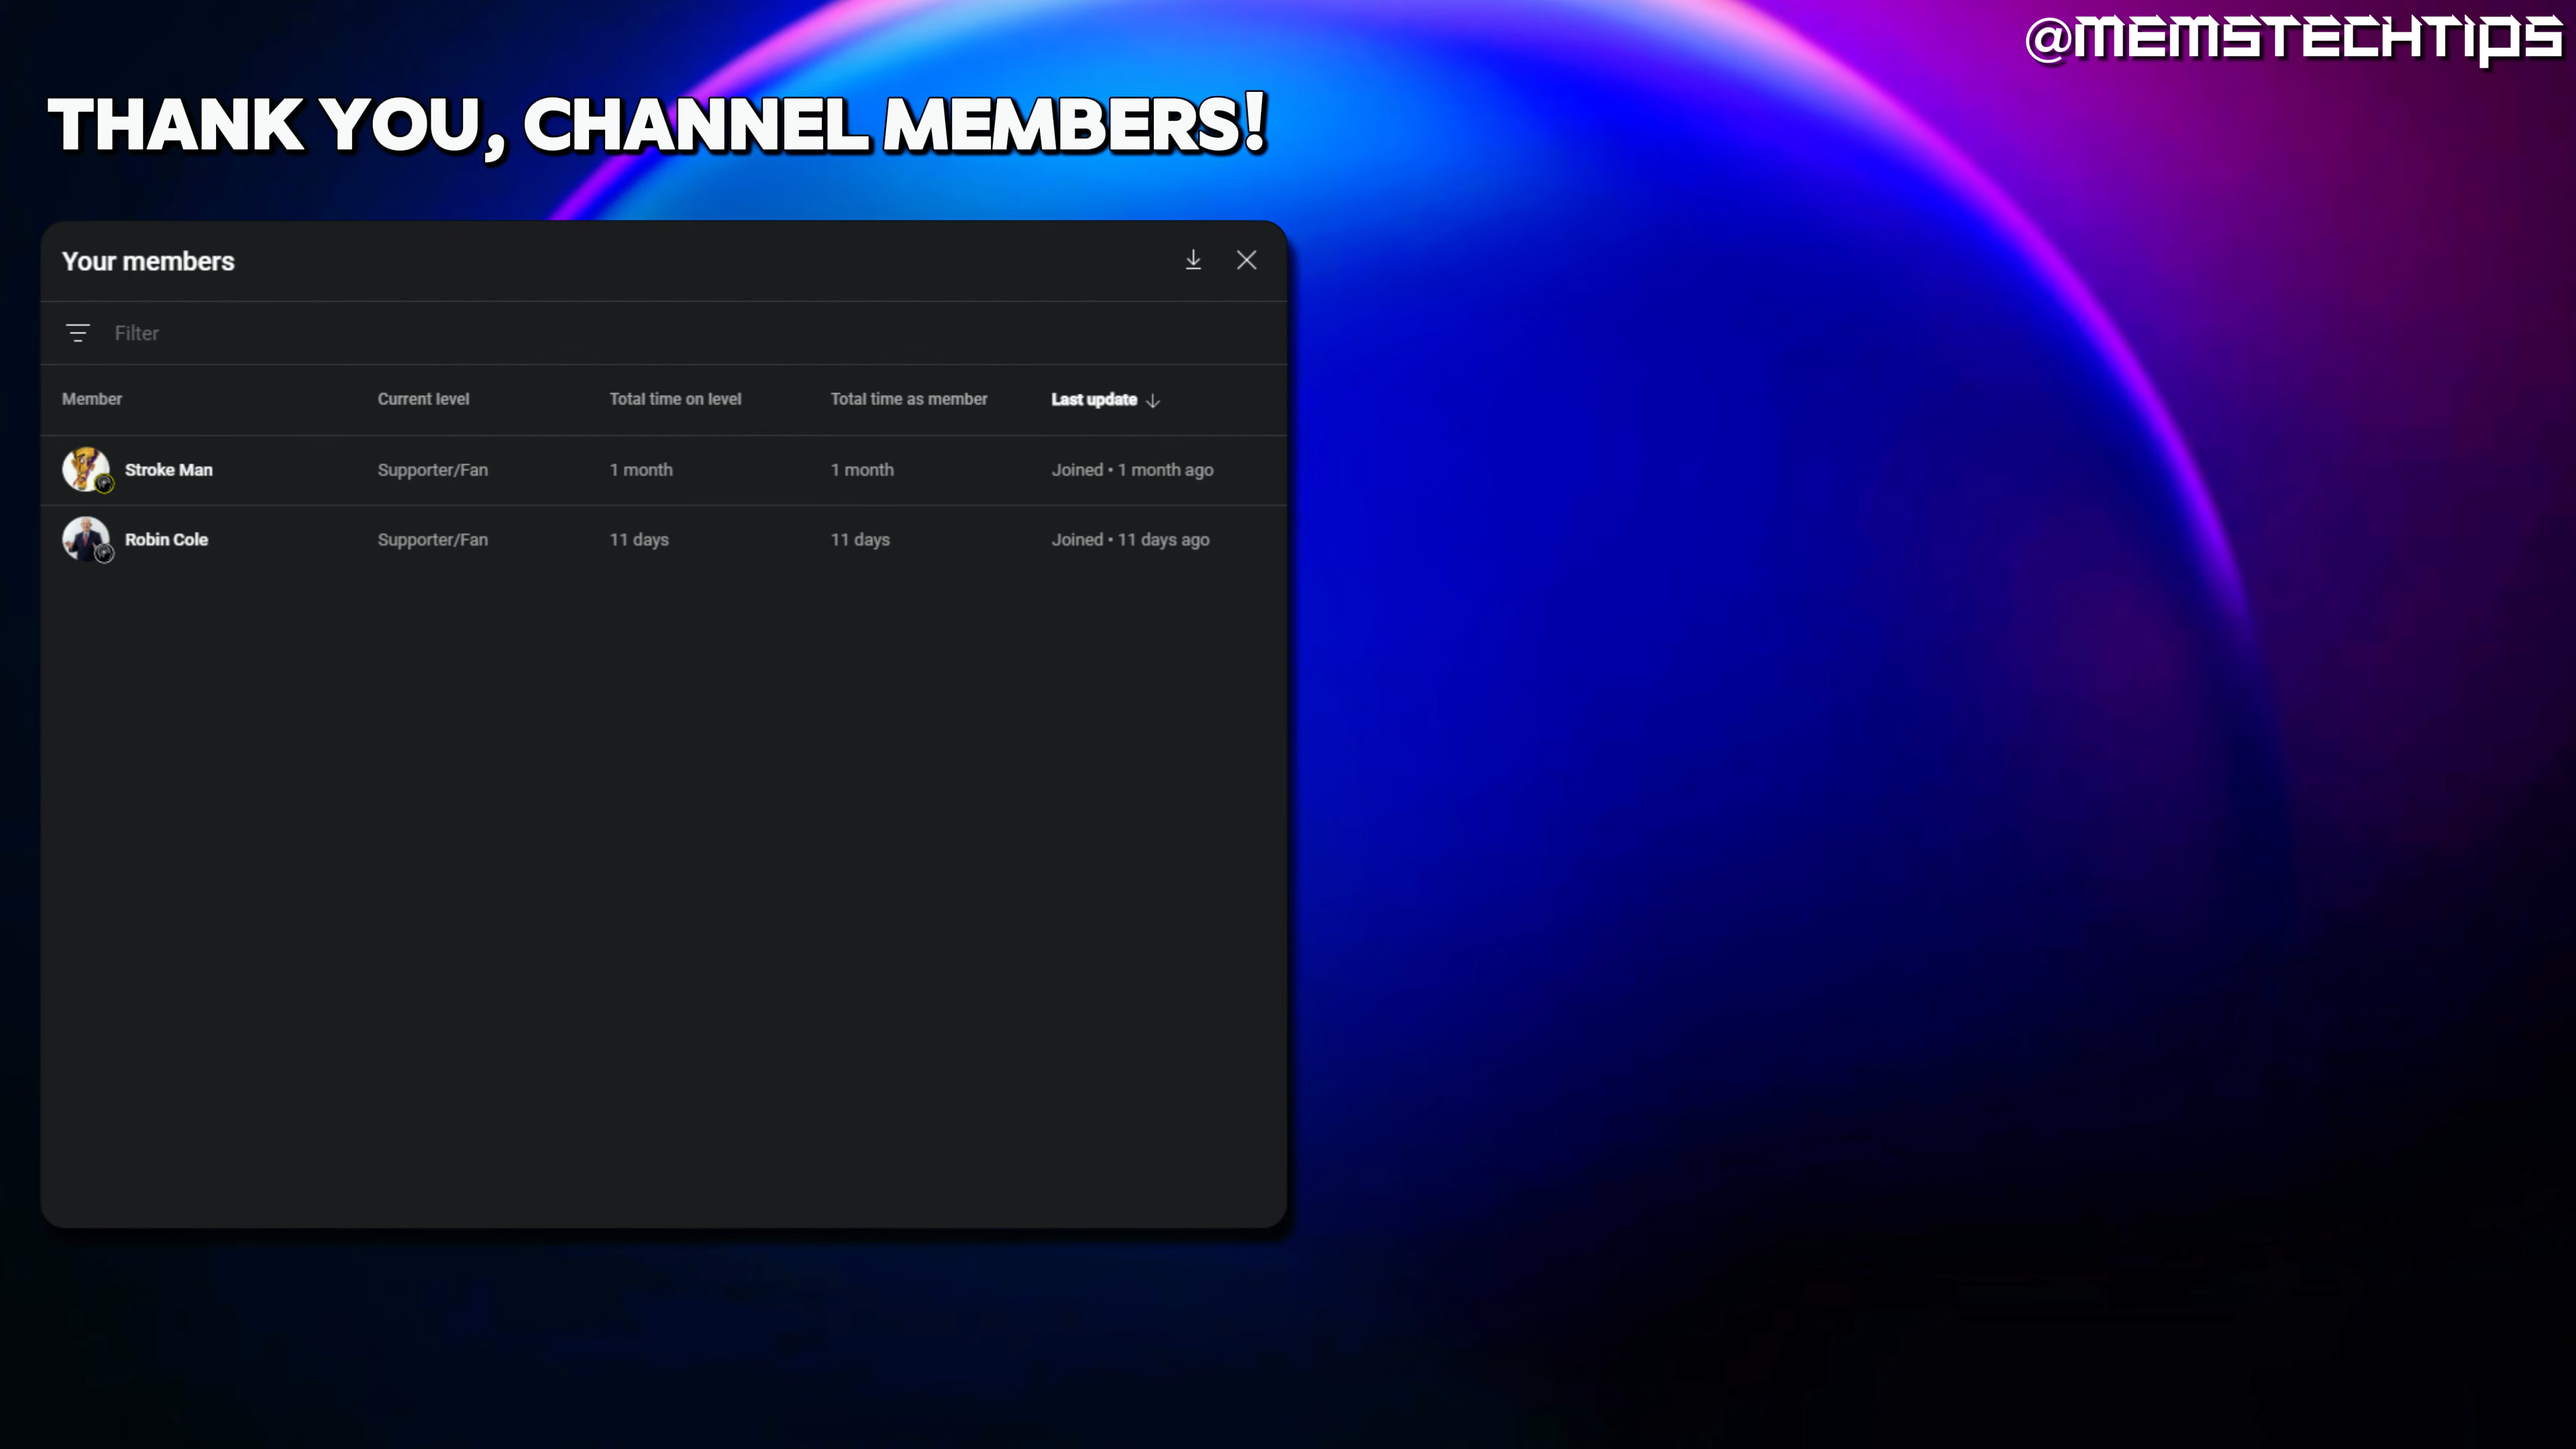 @MEMSTECHTIPS
THANK YOU, CHANNEL MEMBERS!
Your members
Filter
Member Current level Total time on level Total time as member Last update
Stroke Man Supporter/Fan 1 month 1 month Joined • 1 month ago
Robin Cole Supporter/Fan 11 days 11 days Joined • 11 days ago